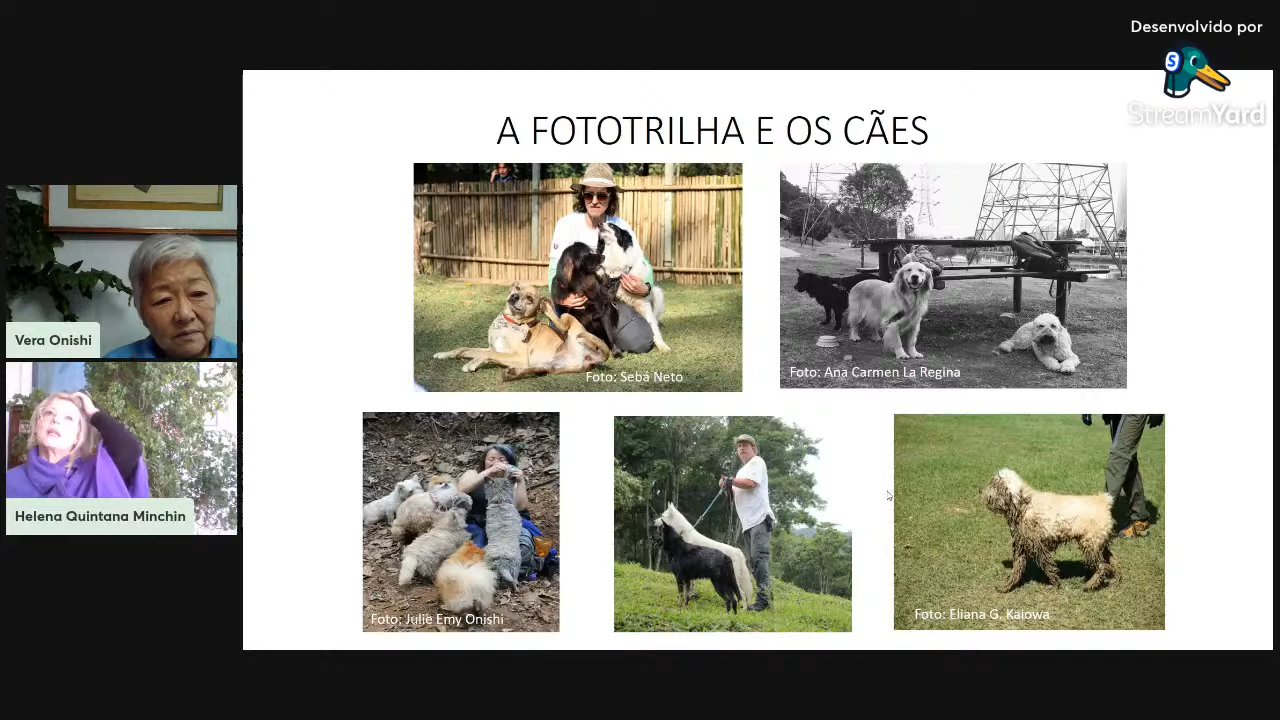 Desenvolvido por
S
StreamYard
A FOTOTRILHA E OS CÃES
Foto: Sebá Neto
Foto: Ana Carmen La Regina
Vera Onishi
Helena Quintana Minchin
Foto: Julie Emy Onishi
Foto: Eliana G. Kaiowa